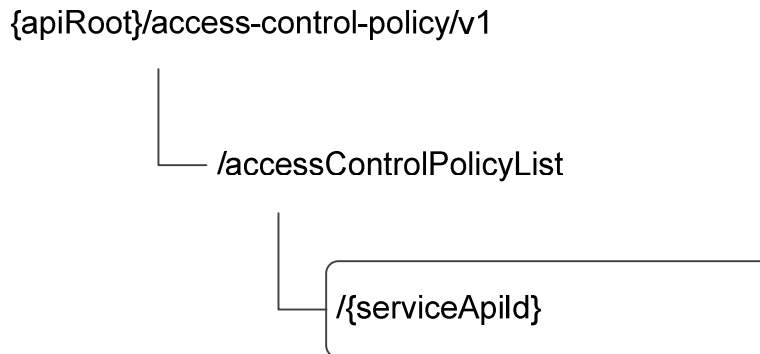 {apiRoot}/access-control-policy/v1
/accessControlPolicyList
/{serviceApiId}